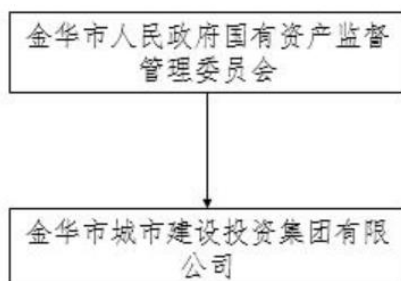 金华市人民政府国有资产监督
管理委员会
金华市城市建设投资集团有限
公司